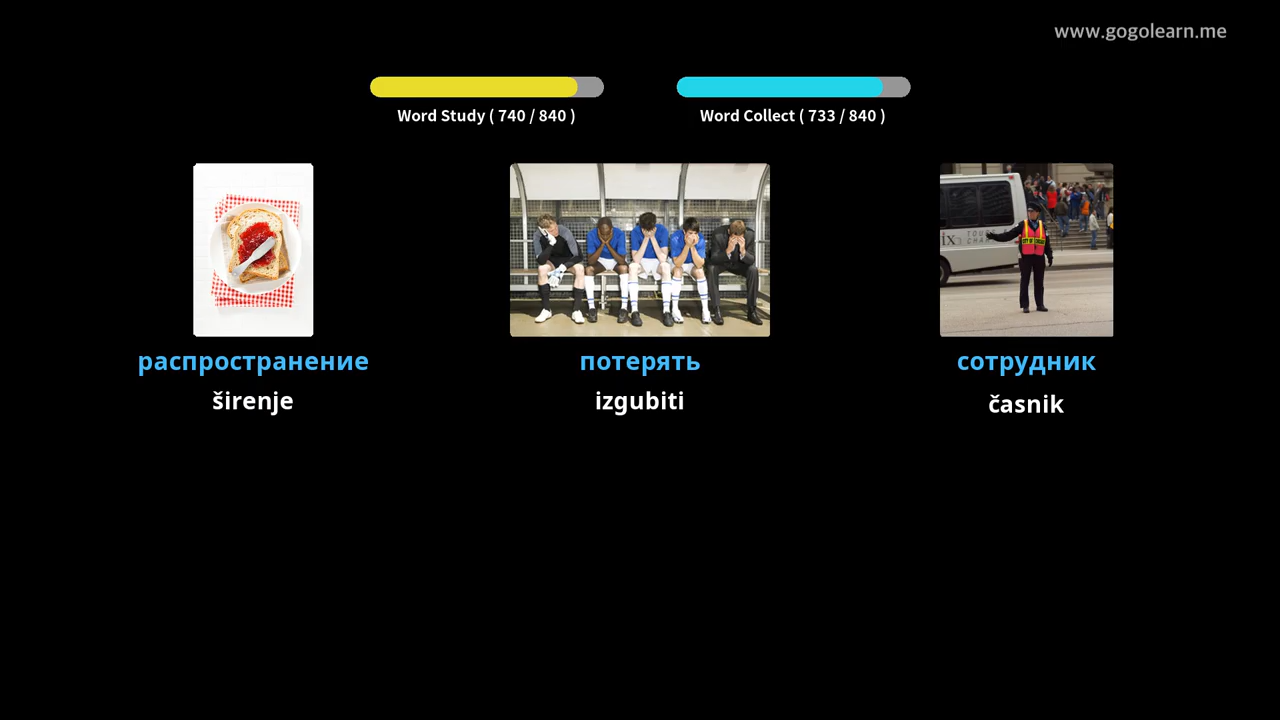 www.gogolearn.me
Word Study ( 740 / 840 )
Word Collect ( 733 / 840 )
распространение
потерять
сотрудник
širenje
izgubiti
časnik